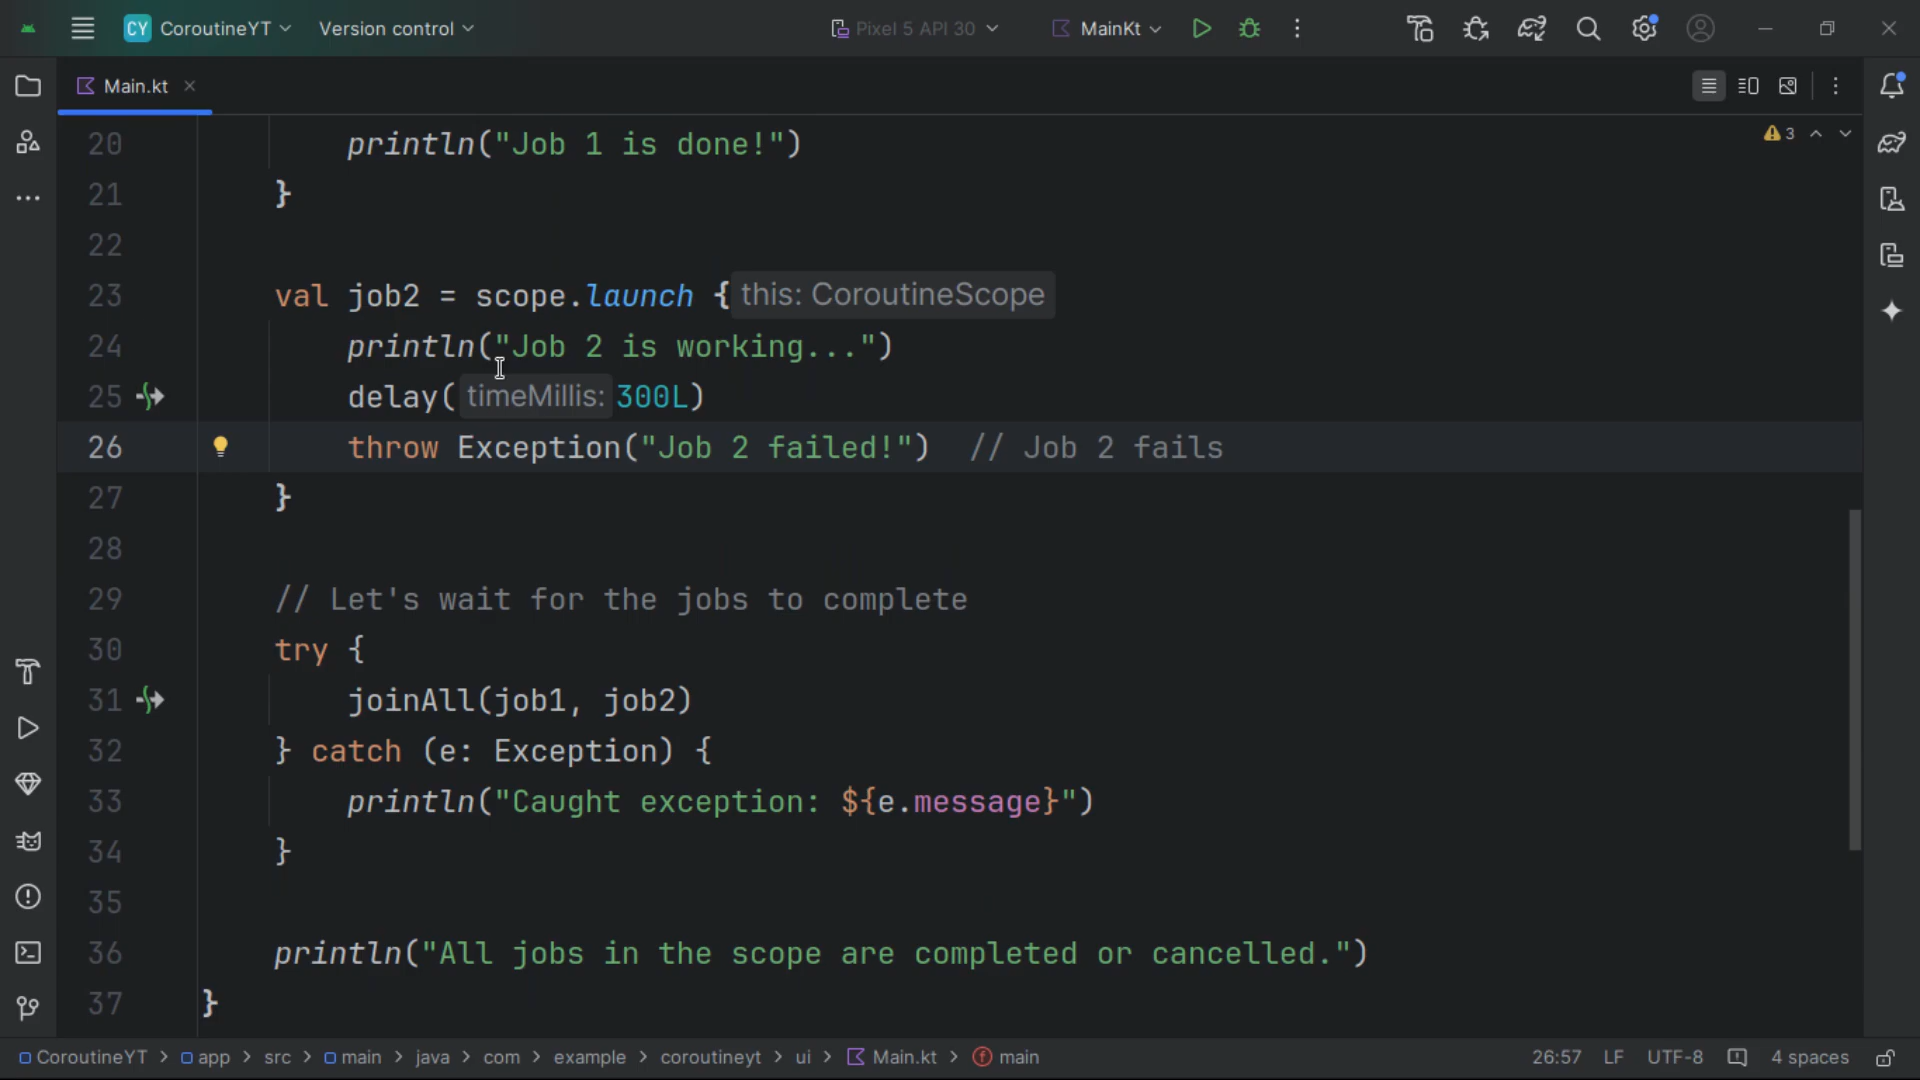 CY CoroutineYT Version control Pixel 5 API 30 MainKt
Main.kt
3
20 println("Job 1 is done!")
21 }
22
23 val job2 = scope.launch { this: CoroutineScope
24 println("Job 2 is working...")
25 delay( timeMillis: 300L)
26 throw Exception("Job 2 failed!")  // Job 2 fails
27 }
28
29 // Let's wait for the jobs to complete
30 try {
31 joinAll(job1, job2)
32 } catch (e: Exception) {
33 println("Caught exception: ${e.message}")
34 }
35
36 println("All jobs in the scope are completed or cancelled.")
37 }
CoroutineYT > app > src > main > java > com > example > coroutineyt > ui > Main.kt > f main 26:57 LF UTF-8 4 spaces